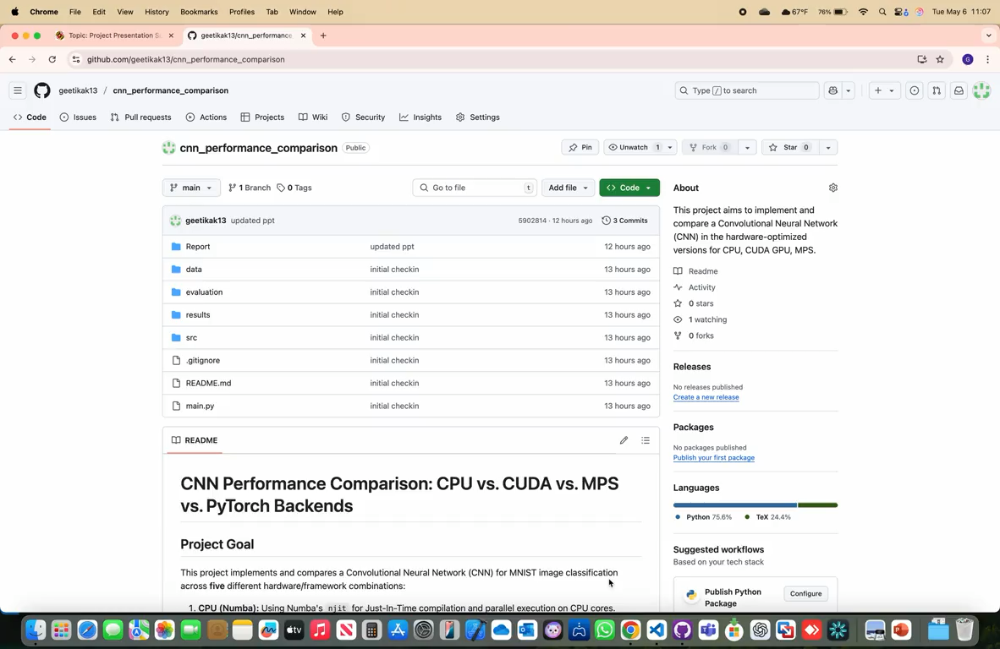 Chrome File Edit View History Bookmarks Profiles Tab Window Help 67°F 76% Tue May 6 11:07
Topic: Project Presentation Su geetikak13/cnn_performance_
github.com/geetikak13/cnn_performance_comparison G
geetikak13 / cnn_performance_comparison Type / to search
Code Issues Pull requests Actions Projects Wiki Security Insights Settings
cnn_performance_comparison Public Pin Unwatch 1 Fork 0 Star 0
main 1 Branch 0 Tags Go to file t Add file Code
geetikak13 updated ppt 5902814 · 12 hours ago 3 Commits
Report updated ppt 12 hours ago
data initial checkin 13 hours ago
evaluation initial checkin 13 hours ago
results initial checkin 13 hours ago
src initial checkin 13 hours ago
.gitignore initial checkin 13 hours ago
README.md initial checkin 13 hours ago
main.py initial checkin 13 hours ago
README
CNN Performance Comparison: CPU vs. CUDA vs. MPS
vs. PyTorch Backends
Project Goal
This project implements and compares a Convolutional Neural Network (CNN) for MNIST image classification
across five different hardware/framework combinations:
1. CPU (Numba): Using Numba's njit for Just-In-Time compilation and parallel execution on CPU cores.
About
This project aims to implement and
compare a Convolutional Neural Network
(CNN) in the hardware-optimized
versions for CPU, CUDA GPU, MPS.
Readme
Activity
0 stars
1 watching
0 forks
Releases
No releases published
Create a new release
Packages
No packages published
Publish your first package
Languages
Python 75.6% TeX 24.4%
Suggested workflows
Based on your tech stack
Publish Python
Package
Configure
tv